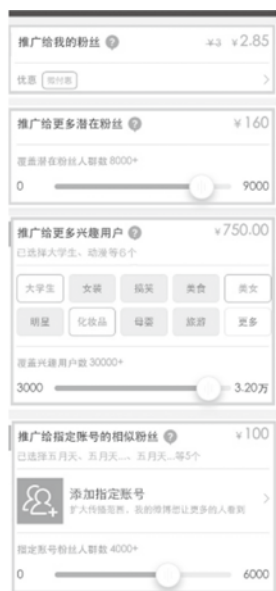 推广给我的粉丝 ? ¥3 ¥2.85
优惠 粉付惠
推广给更多潜在粉丝 ? ¥160
覆盖潜在粉丝人群数 8000+
0 9000
推广给更多兴趣用户 ? ¥750.00
已选择大学生、动漫等6个
大学生 女装 搞笑 美食 美女
明星 化妆品 母婴 旅游 更多
覆盖兴趣用户数 30000+
3000 3.20万
推广给指定账号的相似粉丝 ? ¥100
已选择五月天、五月天...、五月天...等5个
添加指定账号
扩大传播范围，我的微博想让更多的人看到
指定账号粉丝人群数 4000+
0 6000